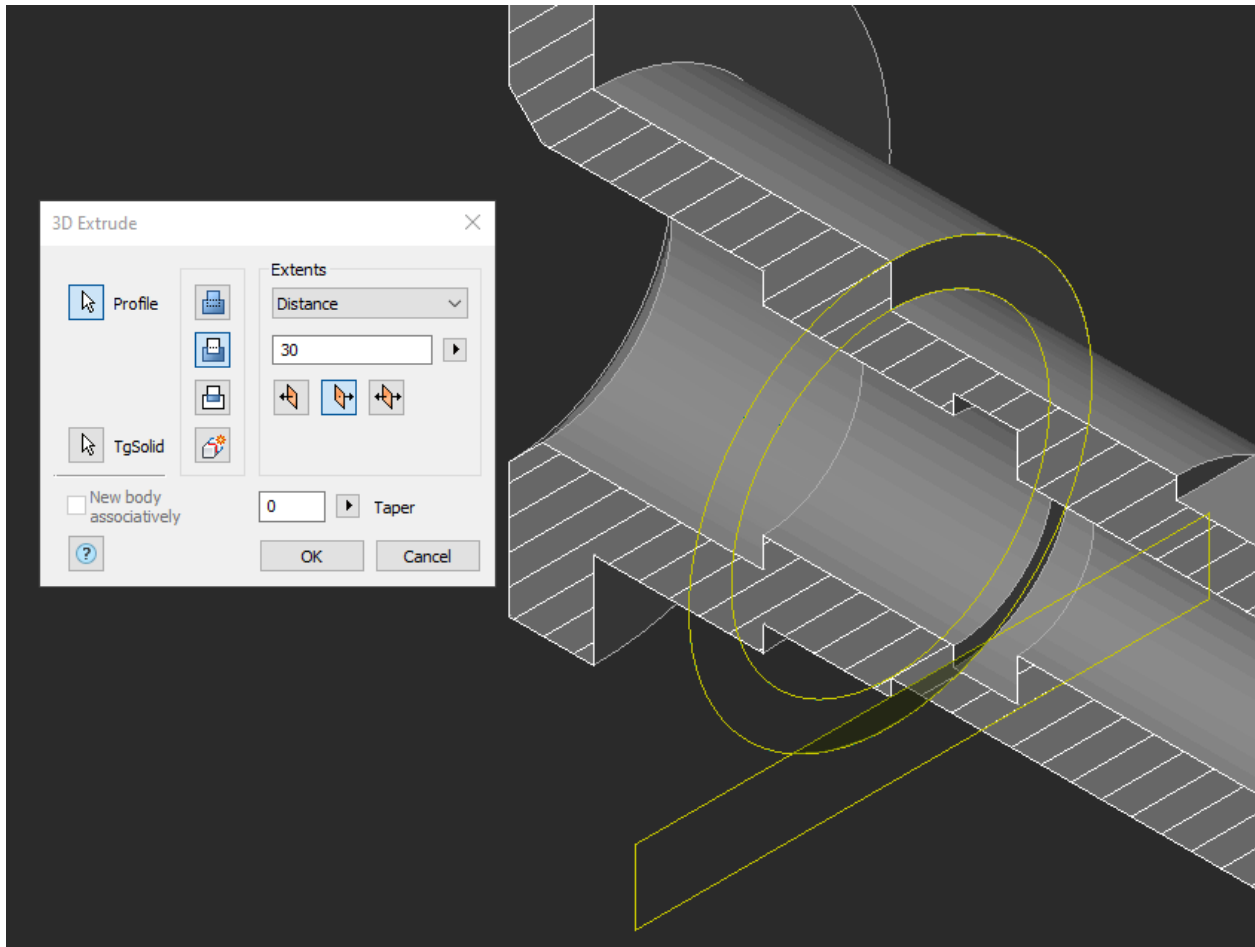 3D Extrude
Extents
Profile
Distance
30
TgSolid
New body
associatively
0
Taper
?
OK
Cancel